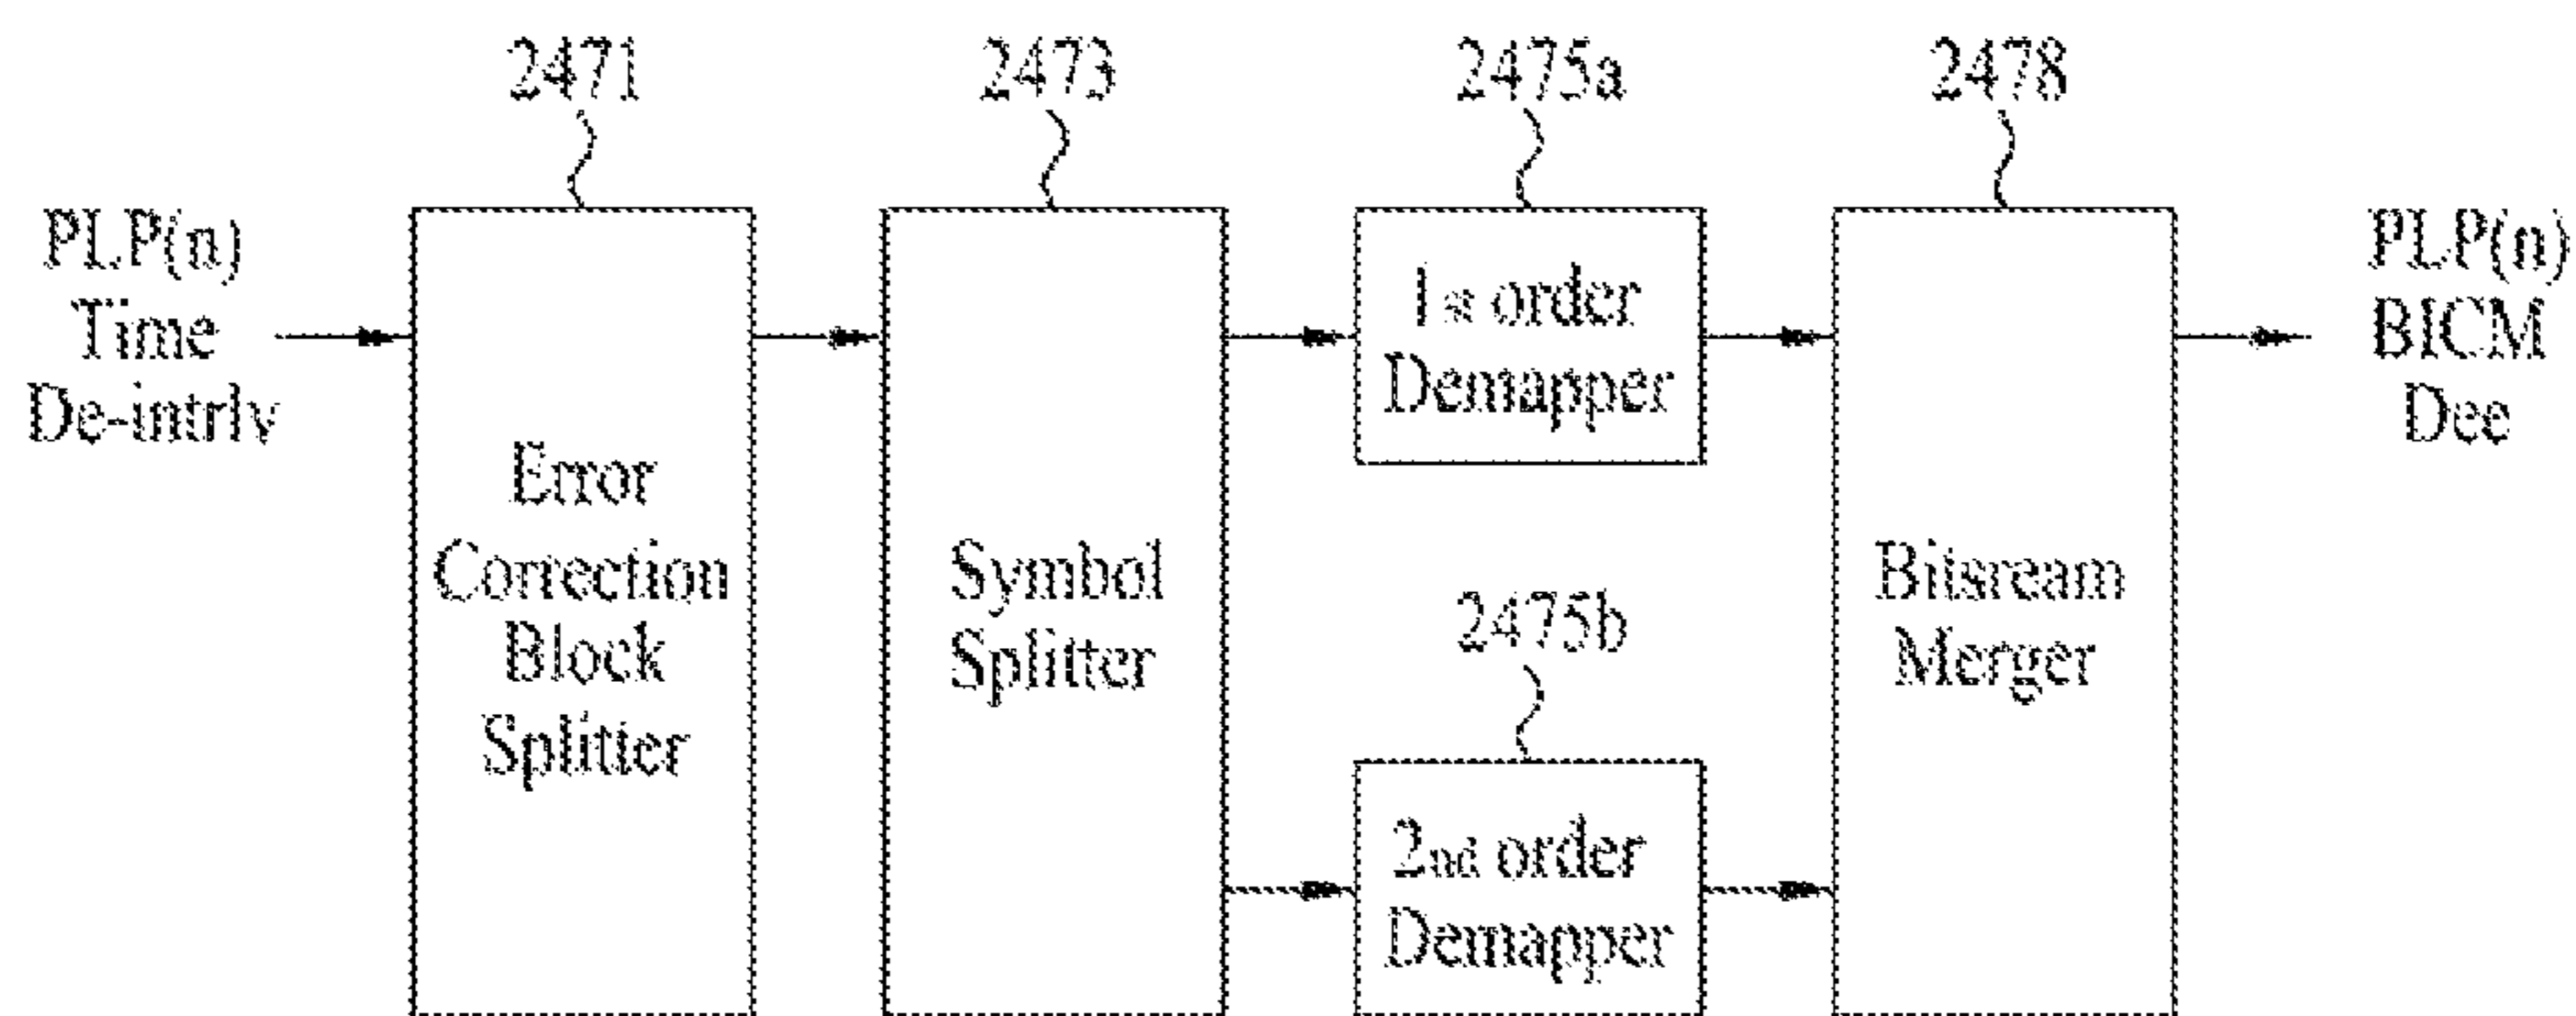 2471
2473
2475a
2478
PLP(n)
Time
De-intrlv
Error
Correction
Block
Splitter
Symbol
Splitter
1st order
Demapper
2475b
2nd order
Demapper
Bitsream
Merger
PLP(n)
BICM
Dec